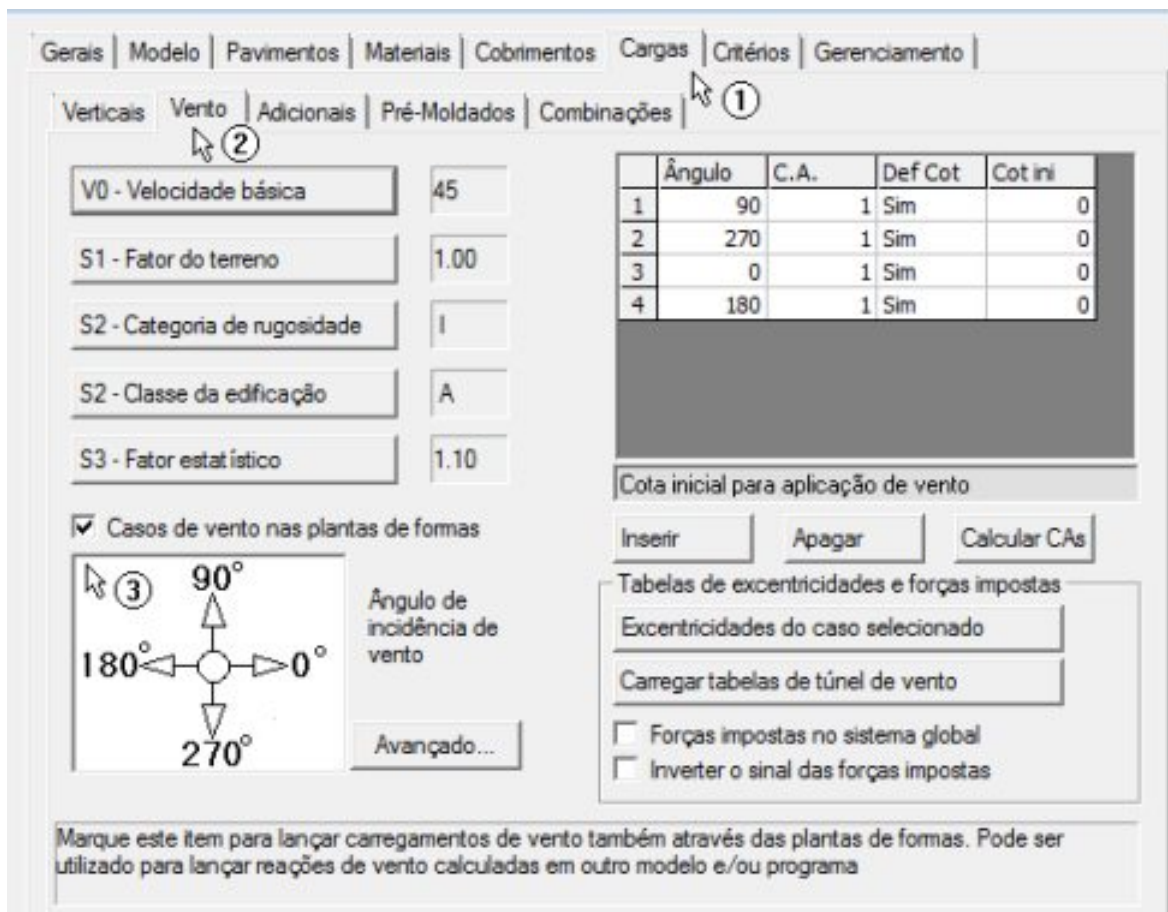 Gerais | Modelo | Pavimentos | Materiais | Cobrimentos | Cargas | Critérios | Gerenciamento |
①
Verticais | Vento | Adicionais | Pré-Moldados | Combinações |
②
V0 - Velocidade básica 45
S1 - Fator do terreno 1.00
S2 - Categoria de rugosidade I
S2 - Classe da edificação A
S3 - Fator estatístico 1.10
Casos de vento nas plantas de formas
③
90°
180° 0°
270°
Ângulo de
incidência de
vento
Avançado...
Ângulo C.A. Def Cot Cot ini
1 90 1 Sim 0
2 270 1 Sim 0
3 0 1 Sim 0
4 180 1 Sim 0
Cota inicial para aplicação de vento
Inserir Apagar Calcular CAs
Tabelas de excentricidades e forças impostas
Excentricidades do caso selecionado
Carregar tabelas de túnel de vento
Forças impostas no sistema global
Inverter o sinal das forças impostas
Marque este item para lançar carregamentos de vento também através das plantas de formas. Pode ser
utilizado para lançar reações de vento calculadas em outro modelo e/ou programa